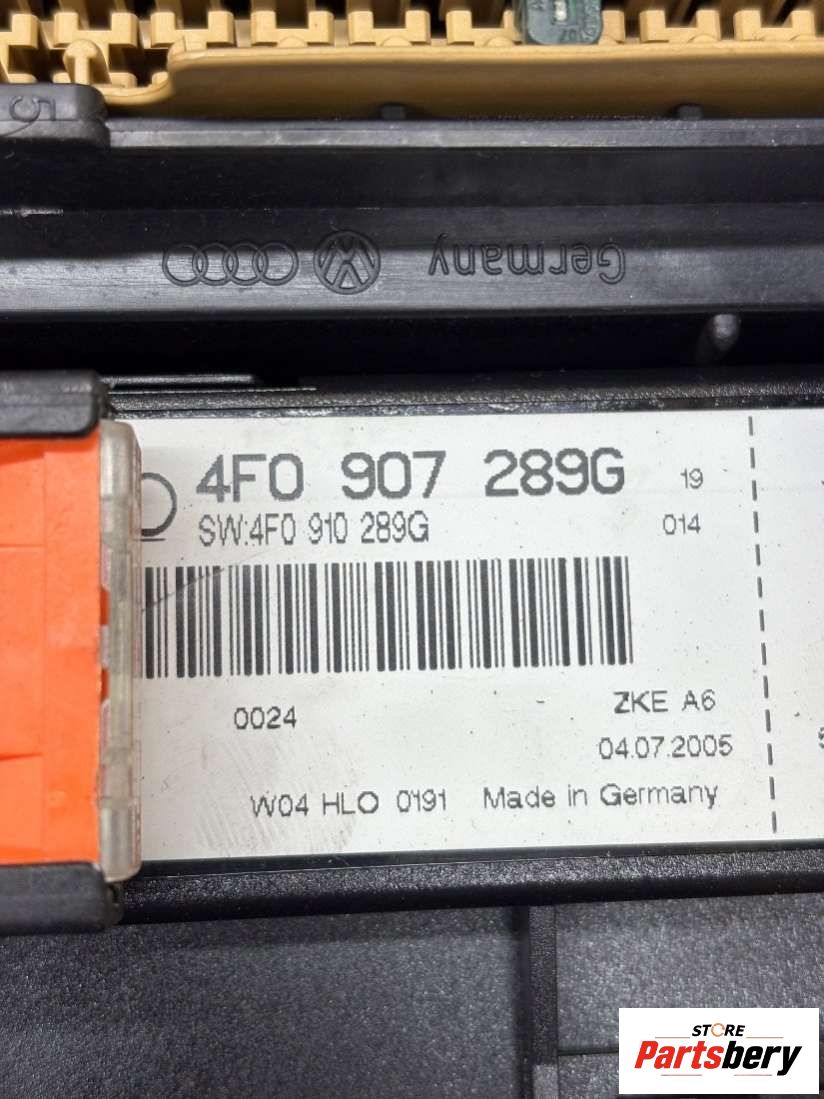 5
Germany
4F0 907 289G 19
SW:4F0 910 289G 014
0024
ZKE A6
04.07.2005
W04 HLO 0191 Made in Germany
STORE
Partsbery